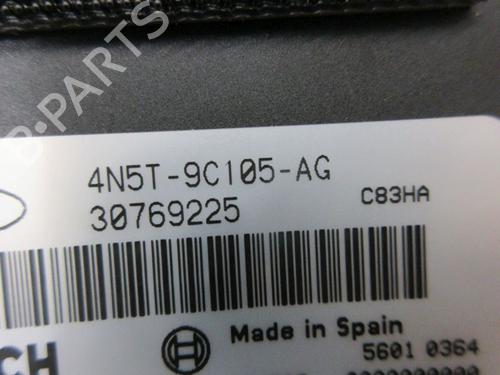 B-PARTS
4N5T-9C105-AG
30769225
C83HA
CH
Made in Spain
5601 0364